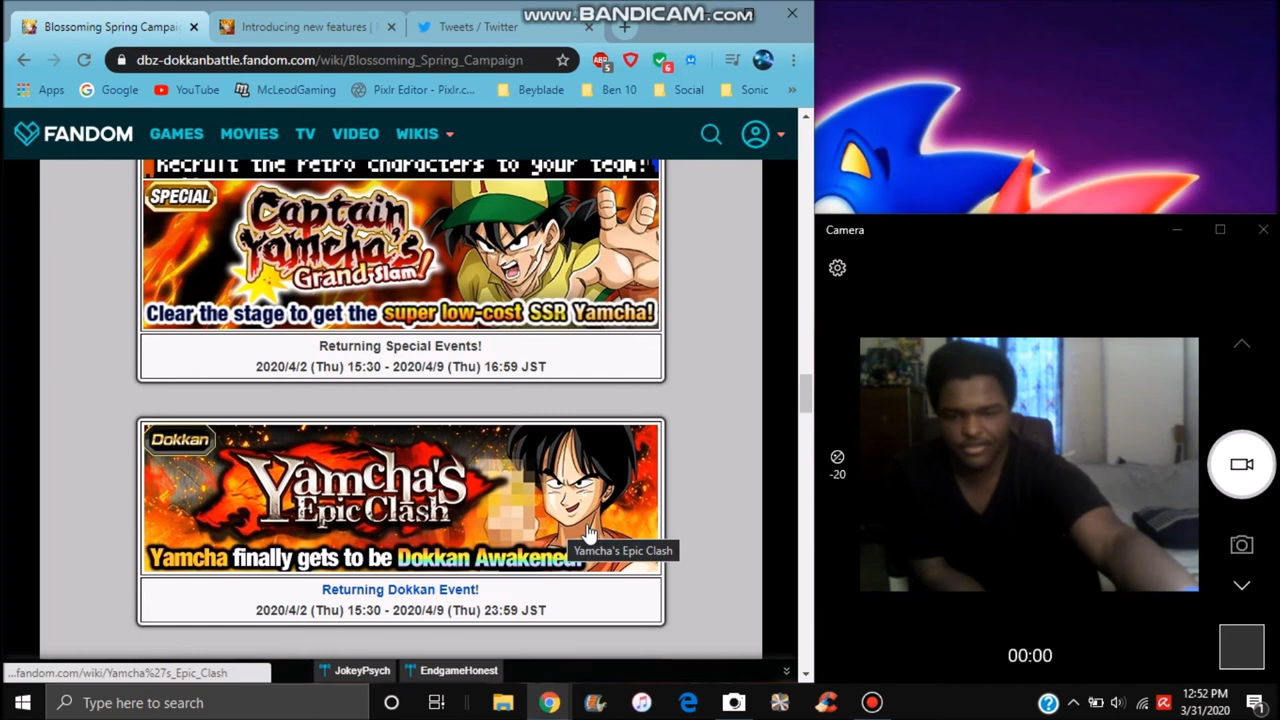 www.BANDICAM.com
Blossoming Spring Campai
Introducing new features |
Tweets / Twitter
dbz-dokkanbattle.fandom.com/wiki/Blossoming_Spring_Campaign
ABP
5
6
Apps
Google
YouTube
McLeodGaming
Pixlr Editor - Pixlr.c...
Beyblade
Ben 10
Social
Sonic
»
FANDOM
GAMES
MOVIES
TV
VIDEO
WIKIS
Recruit the retro characters to your team!
SPECIAL
Captain
Yamcha's
Grand-Slam!
Clear the stage to get the super low-cost SSR Yamcha!
Returning Special Events!
2020/4/2 (Thu) 15:30 - 2020/4/9 (Thu) 16:59 JST
Dokkan
Yamcha's
Epic Clash
Yamcha finally gets to be Dokkan Awakened!
Yamcha's Epic Clash
Returning Dokkan Event!
2020/4/2 (Thu) 15:30 - 2020/4/9 (Thu) 23:59 JST
...fandom.com/wiki/Yamcha%27s_Epic_Clash
JokeyPsych
EndgameHonest
Camera
-20
00:00
Type here to search
12:52 PM
3/31/2020
1